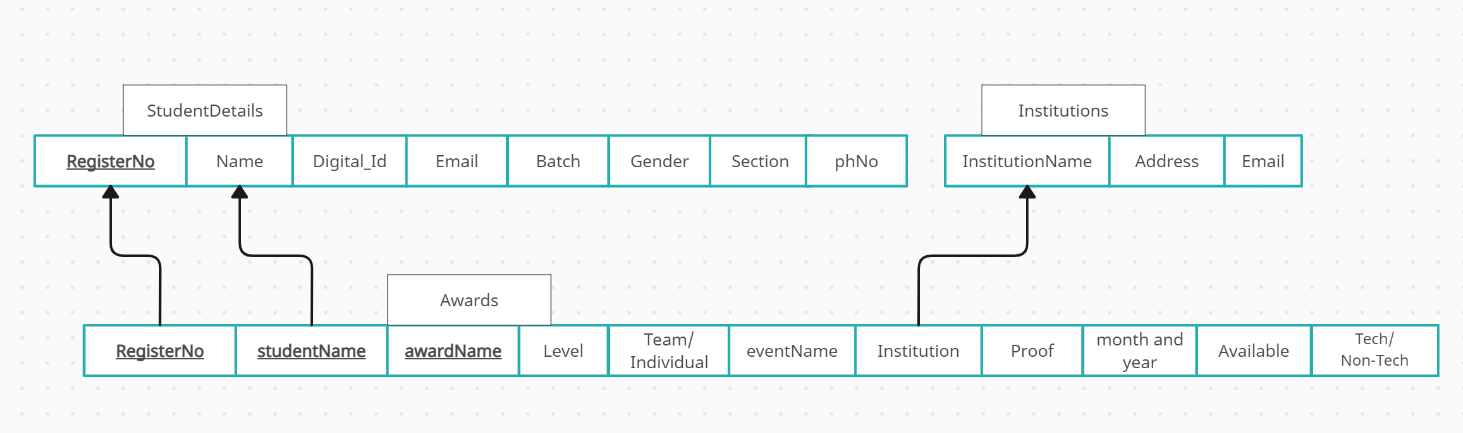 StudentDetails
Institutions
RegisterNo Name Digital_Id Email Batch Gender Section phNo
InstitutionName Address Email
Awards
RegisterNo studentName awardName Level Team/
Individual eventName Institution Proof month and
year Available Tech/
Non-Tech